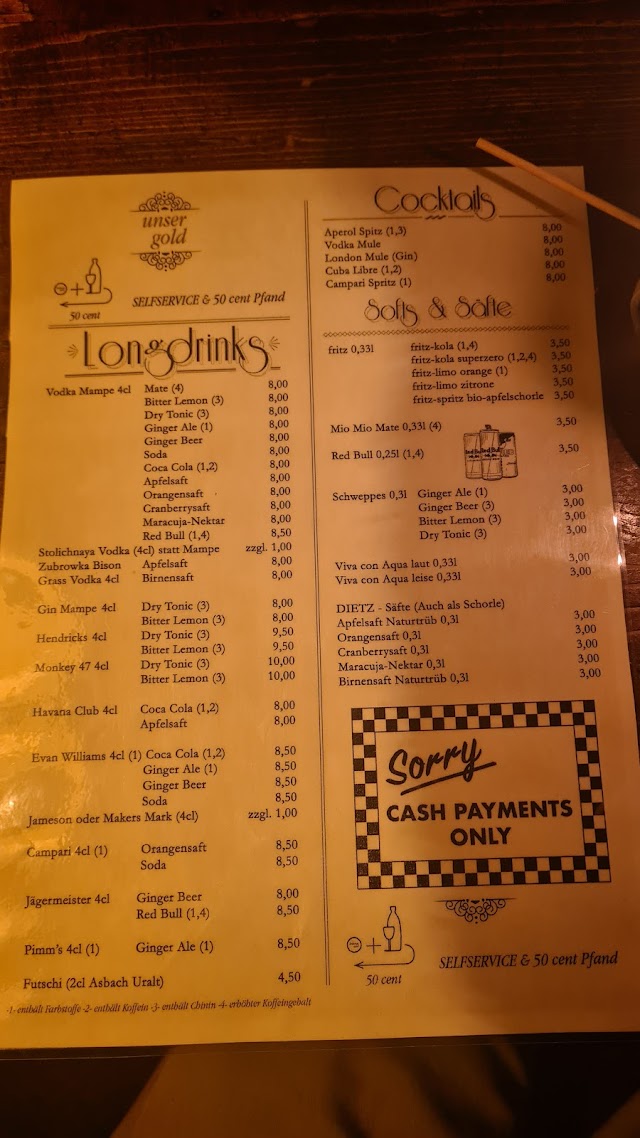 unser
gold
50 cent
SELFSERVICE & 50 cent Pfand
Longdrinks
Vodka Mampe 4cl Mate (4) 8,00
Bitter Lemon (3) 8,00
Dry Tonic (3) 8,00
Ginger Ale (1) 8,00
Ginger Beer 8,00
Soda 8,00
Coca Cola (1,2) 8,00
Apfelsaft 8,00
Orangensaft 8,00
Cranberrysaft 8,00
Maracuja-Nektar 8,00
Red Bull (1,4) 8,50
Stolichnaya Vodka (4cl) statt Mampe zzgl. 1,00
Zubrowka Bison Apfelsaft 8,00
Grass Vodka 4cl Birnensaft 8,00
Gin Mampe 4cl Dry Tonic (3) 8,00
Bitter Lemon (3) 8,00
Hendricks 4cl Dry Tonic (3) 9,50
Bitter Lemon (3) 9,50
Monkey 47 4cl Dry Tonic (3) 10,00
Bitter Lemon (3) 10,00
Havana Club 4cl Coca Cola (1,2) 8,00
Apfelsaft 8,00
Evan Williams 4cl (1) Coca Cola (1,2) 8,50
Ginger Ale (1) 8,50
Ginger Beer 8,50
Soda 8,50
Jameson oder Makers Mark (4cl) zzgl. 1,00
Campari 4cl (1) Orangensaft 8,50
Soda 8,50
Jägermeister 4cl Ginger Beer 8,00
Red Bull (1,4) 8,50
Pimm's 4cl (1) Ginger Ale (1) 8,50
Futschi (2cl Asbach Uralt) 4,50
-1- enthält Farbstoffe -2- enthält Koffein -3- enthält Chinin -4- erhöhter Koffeingehalt
Cocktails
Aperol Spitz (1,3) 8,00
Vodka Mule 8,00
London Mule (Gin) 8,00
Cuba Libre (1,2) 8,00
Campari Spritz (1) 8,00
Softs & Säfte
fritz 0,33l fritz-kola (1,4) 3,50
fritz-kola superzero (1,2,4) 3,50
fritz-limo orange (1) 3,50
fritz-limo zitrone 3,50
fritz-spritz bio-apfelschorle 3,50
Mio Mio Mate 0,33l (4) 3,50
Red Bull 0,25l (1,4) 3,50
Schweppes 0,3l Ginger Ale (1) 3,00
Ginger Beer (3) 3,00
Bitter Lemon (3) 3,00
Dry Tonic (3) 3,00
Viva con Aqua laut 0,33l 3,00
Viva con Aqua leise 0,33l 3,00
DIETZ - Säfte (Auch als Schorle)
Apfelsaft Naturtrüb 0,3l 3,00
Orangensaft 0,3l 3,00
Cranberrysaft 0,3l 3,00
Maracuja-Nektar 0,3l 3,00
Birnensaft Naturtrüb 0,3l 3,00
Sorry
CASH PAYMENTS
ONLY
50 cent
SELFSERVICE & 50 cent Pfand